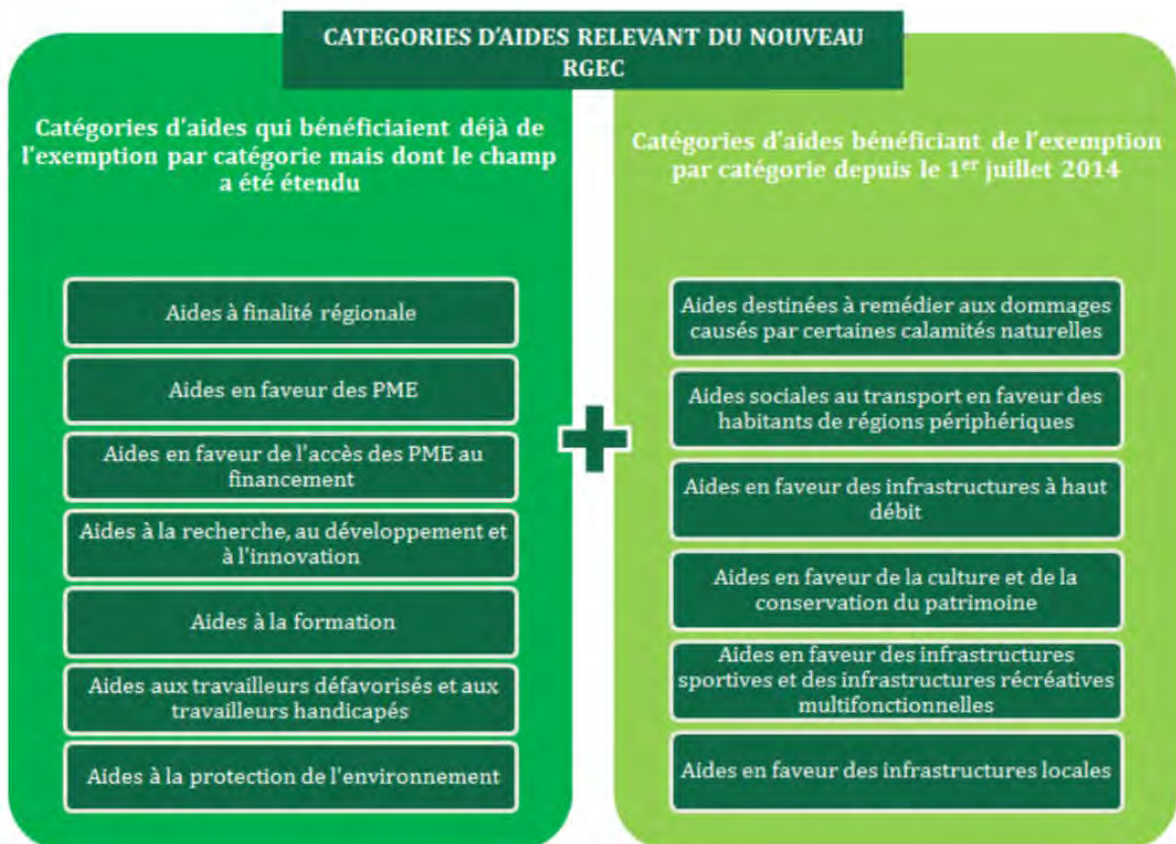 CATEGORIES D'AIDES RELEVANT DU NOUVEAU
RGEC
Catégories d'aides qui bénéficiaient déjà de
l'exemption par catégorie mais dont le champ
a été étendu
Aides à finalité régionale
Aides en faveur des PME
Aides en faveur de l'accès des PME au
financement
Aides à la recherche, au développement et
à l'innovation
Aides à la formation
Aides aux travailleurs défavorisés et aux
travailleurs handicapés
Aides à la protection de l'environnement
Catégories d'aides bénéficiant de l'exemption
par catégorie depuis le 1er juillet 2014
Aides destinées à remédier aux dommages
causés par certaines calamités naturelles
Aides sociales au transport en faveur des
habitants de régions périphériques
Aides en faveur des infrastructures à haut
débit
Aides en faveur de la culture et de la
conservation du patrimoine
Aides en faveur des infrastructures
sportives et des infrastructures récréatives
multifonctionnelles
Aides en faveur des infrastructures locales